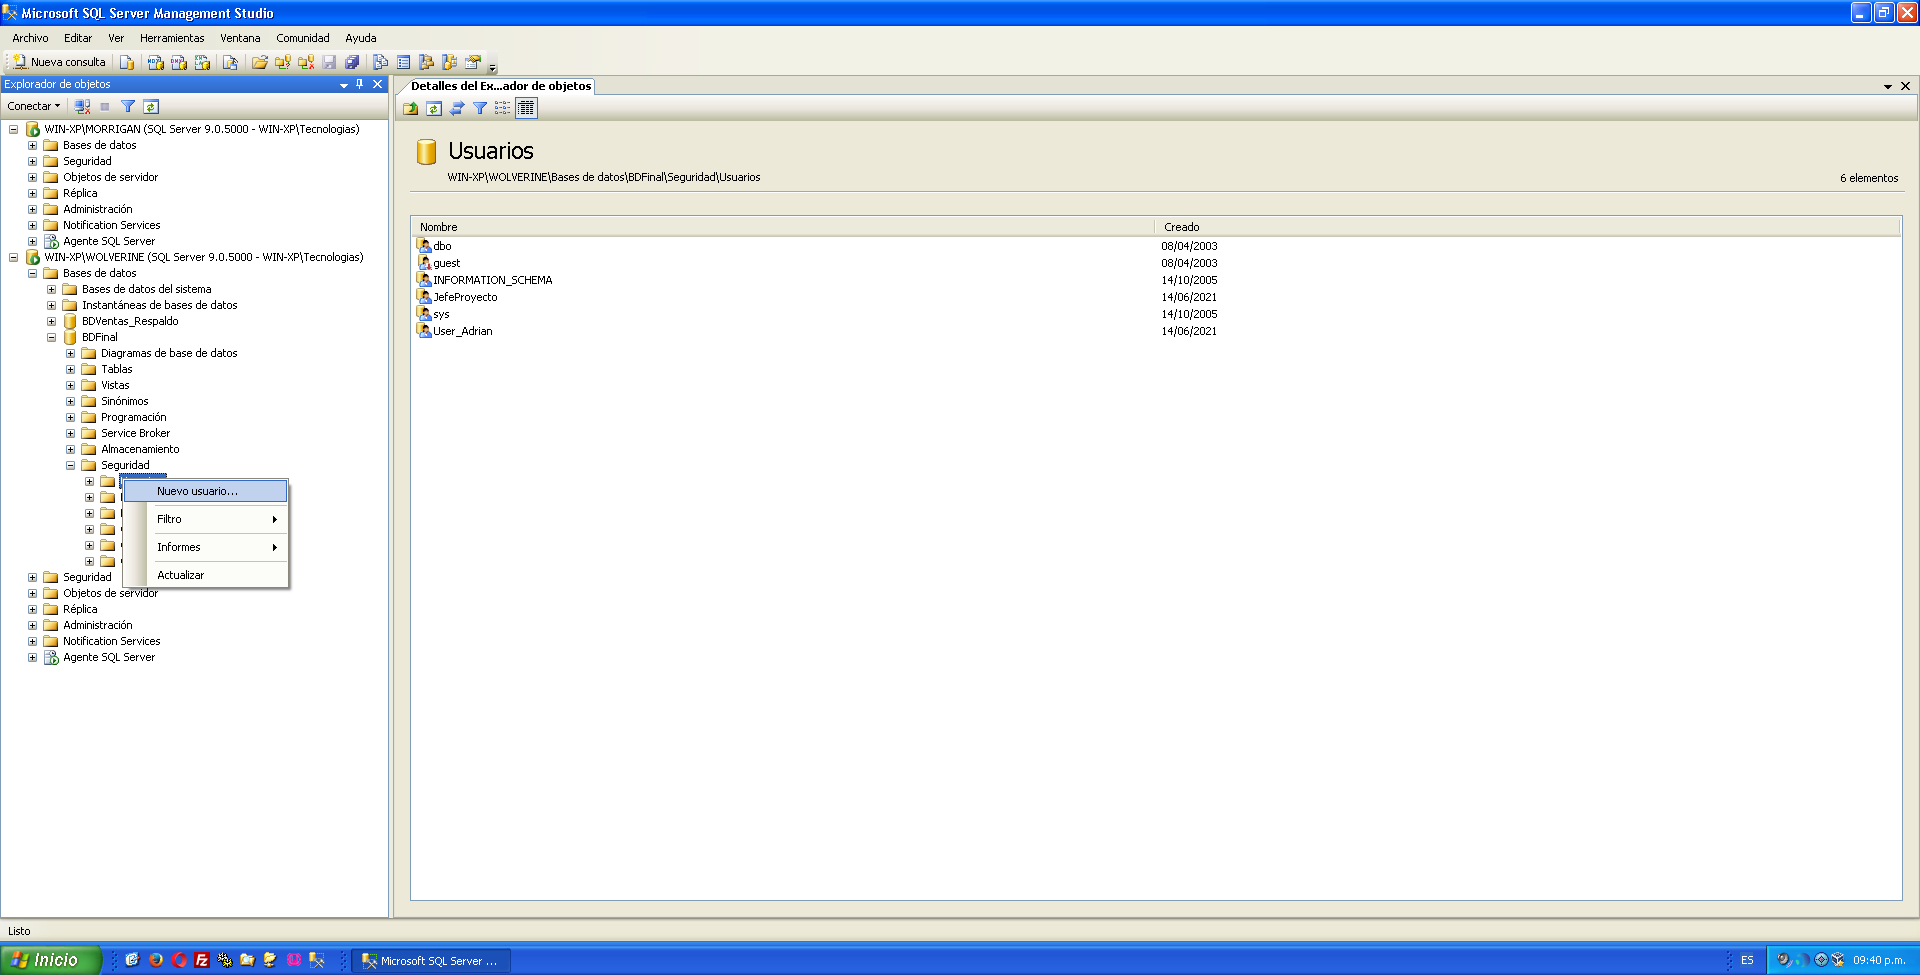 Microsoft SQL Server Management Studio
Archivo Editar Ver Herramientas Ventana Comunidad Ayuda
Nueva consulta
Explorador de objetos
Conectar
WIN-XP\MORRIGAN (SQL Server 9.0.5000 - WIN-XP\Tecnologias)
Bases de datos
Seguridad
Objetos de servidor
Réplica
Administración
Notification Services
Agente SQL Server
WIN-XP\WOLVERINE (SQL Server 9.0.5000 - WIN-XP\Tecnologias)
Bases de datos
Bases de datos del sistema
Instantáneas de bases de datos
BDVentas_Respaldo
BDFinal
Diagramas de base de datos
Tablas
Vistas
Sinónimos
Programación
Service Broker
Almacenamiento
Seguridad
Nuevo usuario...
Filtro
Informes
Actualizar
Seguridad
Objetos de servidor
Réplica
Administración
Notification Services
Agente SQL Server
Detalles del Ex...ador de objetos
Usuarios
WIN-XP\WOLVERINE\Bases de datos\BDFinal\Seguridad\Usuarios
6 elementos
Nombre Creado
dbo 08/04/2003
guest 08/04/2003
INFORMATION_SCHEMA 14/10/2005
JefeProyecto 14/06/2021
sys 14/10/2005
User_Adrian 14/06/2021
Listo
Inicio
Microsoft SQL Server ...
ES
09:40 p.m.